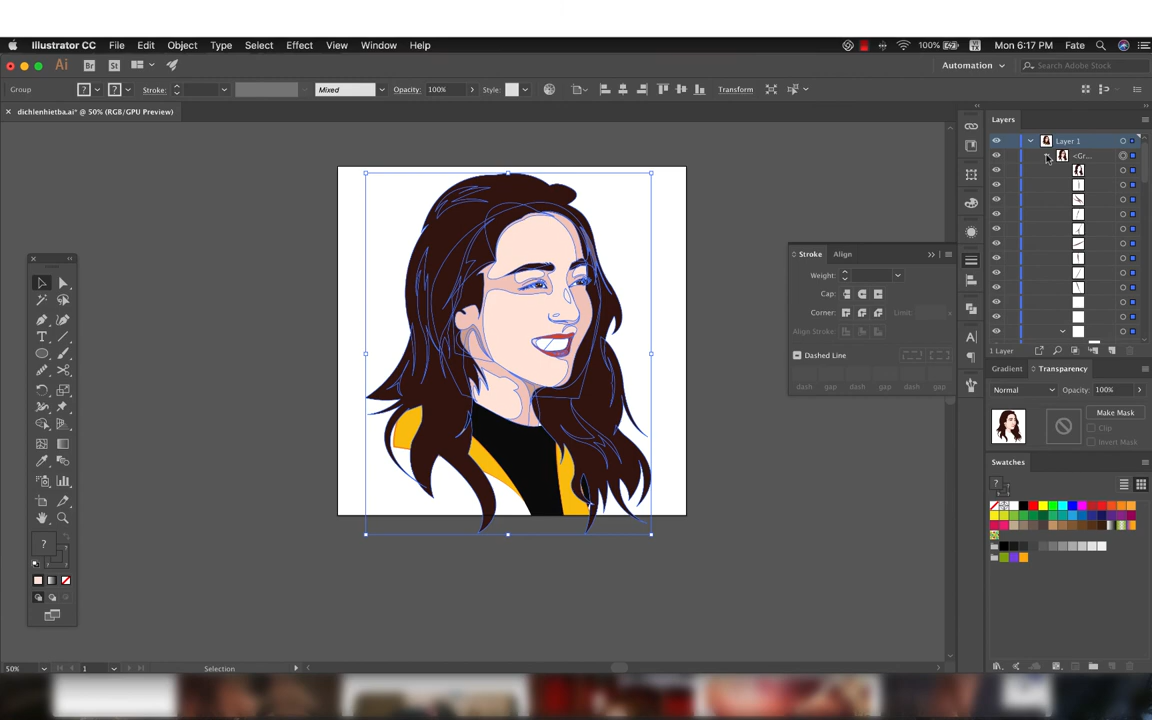 Illustrator CC File Edit Object Type Select Effect View Window Help 100% Mon 6:17 PM Fate
Ai Br St Automation Search Adobe Stock
Group ? ? Stroke: Mixed Opacity: 100% Style: Transform
× dichlenhietba.ai* @ 50% (RGB/GPU Preview)
Layers
Layer 1
<Gr...
Stroke Align
Weight:
Cap:
Corner: Limit
Align Stroke:
Dashed Line
dash gap dash gap dash gap
1 Layer
Gradient Transparency
Normal Opacity: 100%
Make Mask
Clip
Invert Mask
Swatches
?
?
50% 1 Selection